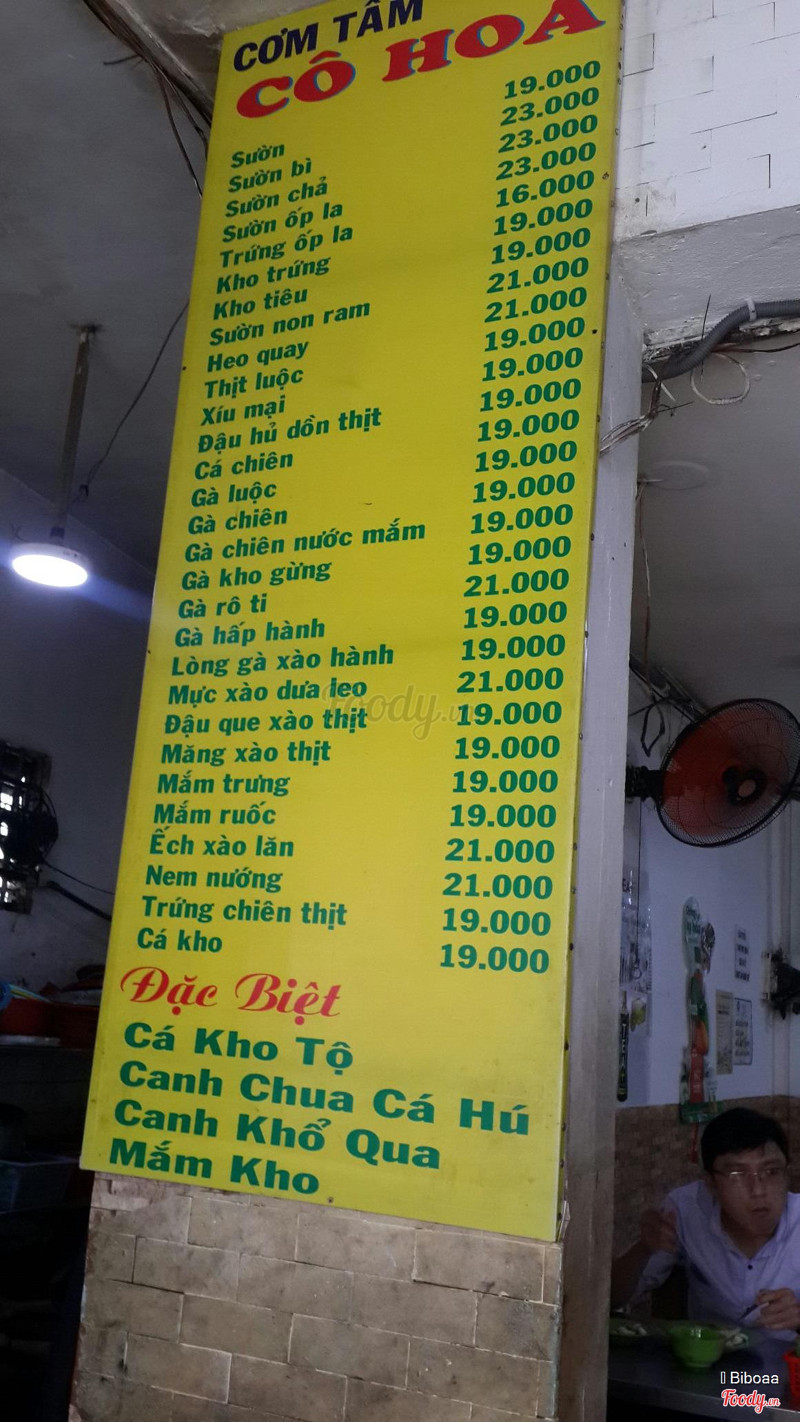 CƠM TẤM
CÔ HOA
Sườn 19.000
Sườn bì 23.000
Sườn chả 23.000
Sườn ốp la 23.000
Trứng ốp la 16.000
Kho trứng 19.000
Kho tiêu 19.000
Sườn non ram 21.000
Heo quay 21.000
Thịt luộc 19.000
Xíu mại 19.000
Đậu hủ dồn thịt 19.000
Cá chiên 19.000
Gà luộc 19.000
Gà chiên 19.000
Gà chiên nước mắm 19.000
Gà kho gừng 19.000
Gà rô ti 21.000
Gà hấp hành 19.000
Lòng gà xào hành 19.000
Mực xào dưa leo 21.000
Đậu que xào thịt 19.000
Măng xào thịt 19.000
Mắm trưng 19.000
Mắm ruốc 19.000
Ếch xào lăn 21.000
Nem nướng 21.000
Trứng chiên thịt 19.000
Cá kho 19.000
Đặc Biệt
Cá Kho Tộ
Canh Chua Cá Hú
Canh Khổ Qua
Mắm Kho
Foody.vn
Biboaa
Foody.vn